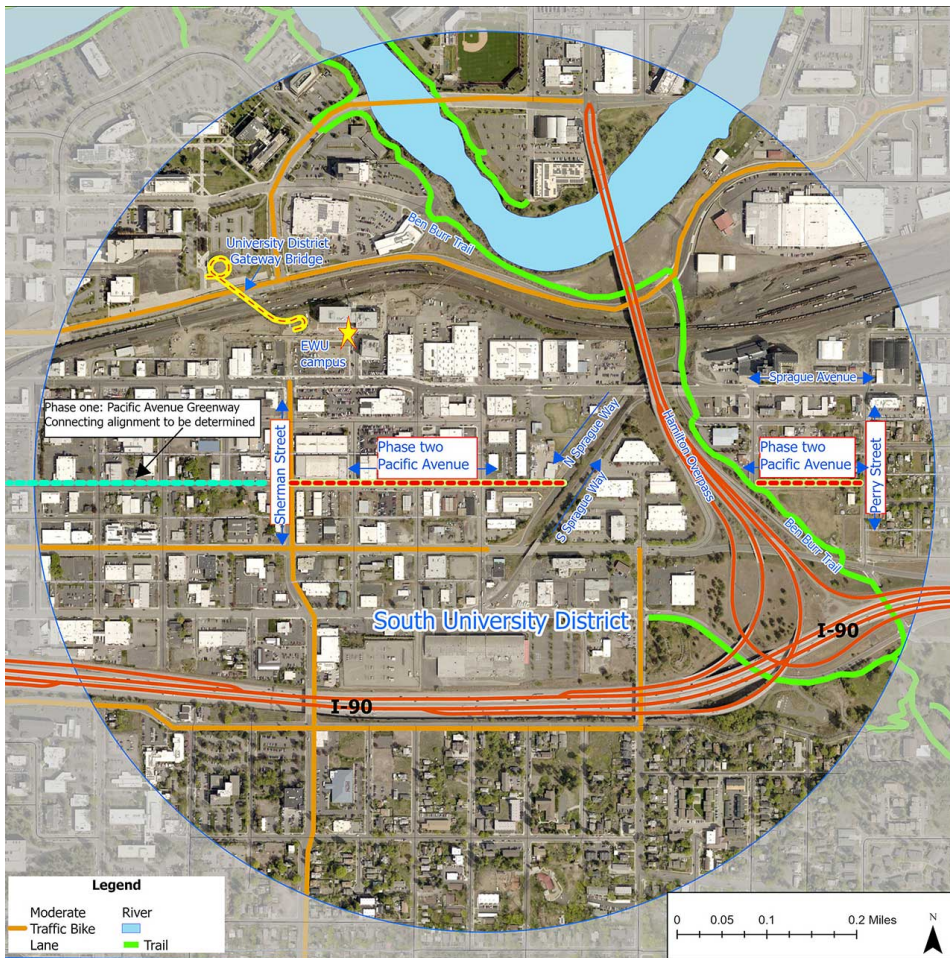 Ben Burr Trail
University District
Gateway Bridge
EWU
campus
Sprague Avenue
Phase one: Pacific Avenue Greenway
Connecting alignment to be determined
Sherman Street
Phase two
Pacific Avenue
N Sprague Way
S Sprague Way
Hamilton Overpass
Phase two
Pacific Avenue
Perry Street
Ben Burr Trail
South University District
I-90
I-90
Legend
Moderate
Traffic Bike
Lane
River
Trail
0 0.05 0.1 0.2 Miles
N